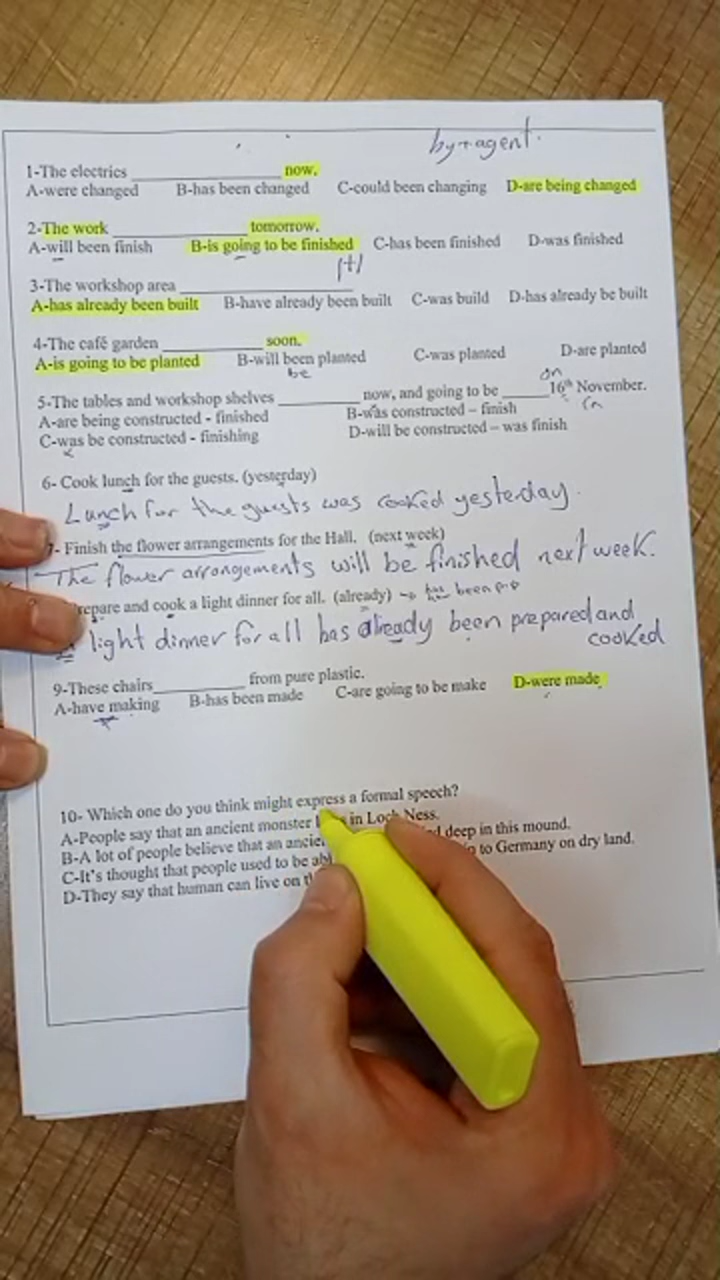 by + agent.
1-The electrics ____________ now.
A-were changed B-has been changed C-could been changing D-are being changed
2-The work ____________ tomorrow.
A-will been finish B-is going to be finished C-has been finished D-was finished
3-The workshop area ____________
A-has already been built B-have already been built C-was build D-has already be built
4-The café garden ____________ soon.
A-is going to be planted B-will been planted C-was planted D-are planted
be
on
5-The tables and workshop shelves ____________ now, and going to be _____16th November.
A-are being constructed - finished B-was constructed – finish
C-was be constructed - finishing D-will be constructed – was finish
6- Cook lunch for the guests. (yesterday)
Lunch for the guests was cooked yesterday.
7- Finish the flower arrangements for the Hall. (next week)
The flower arrangements will be finished next week.
repare and cook a light dinner for all. (already) → has been
light dinner for all has already been prepared and
cooked
9-These chairs____________ from pure plastic.
A-have making B-has been made C-are going to be make D-were made
10- Which one do you think might express a formal speech?
A-People say that an ancient monster in Loch Ness.
B-A lot of people believe that an deep in this mound.
C-It's thought that people used to be to Germany on dry land.
D-They say that human can live on